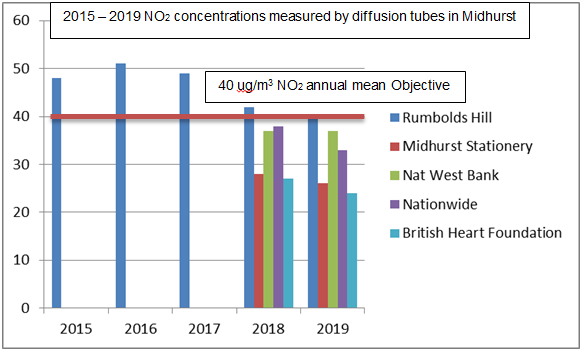 2015 – 2019 NO₂ concentrations measured by diffusion tubes in Midhurst
60
50
40
30
20
10
0
40 ug/m³ NO₂ annual mean Objective
2015
2016
2017
2018
2019
Rumbolds Hill
Midhurst Stationery
Nat West Bank
Nationwide
British Heart Foundation